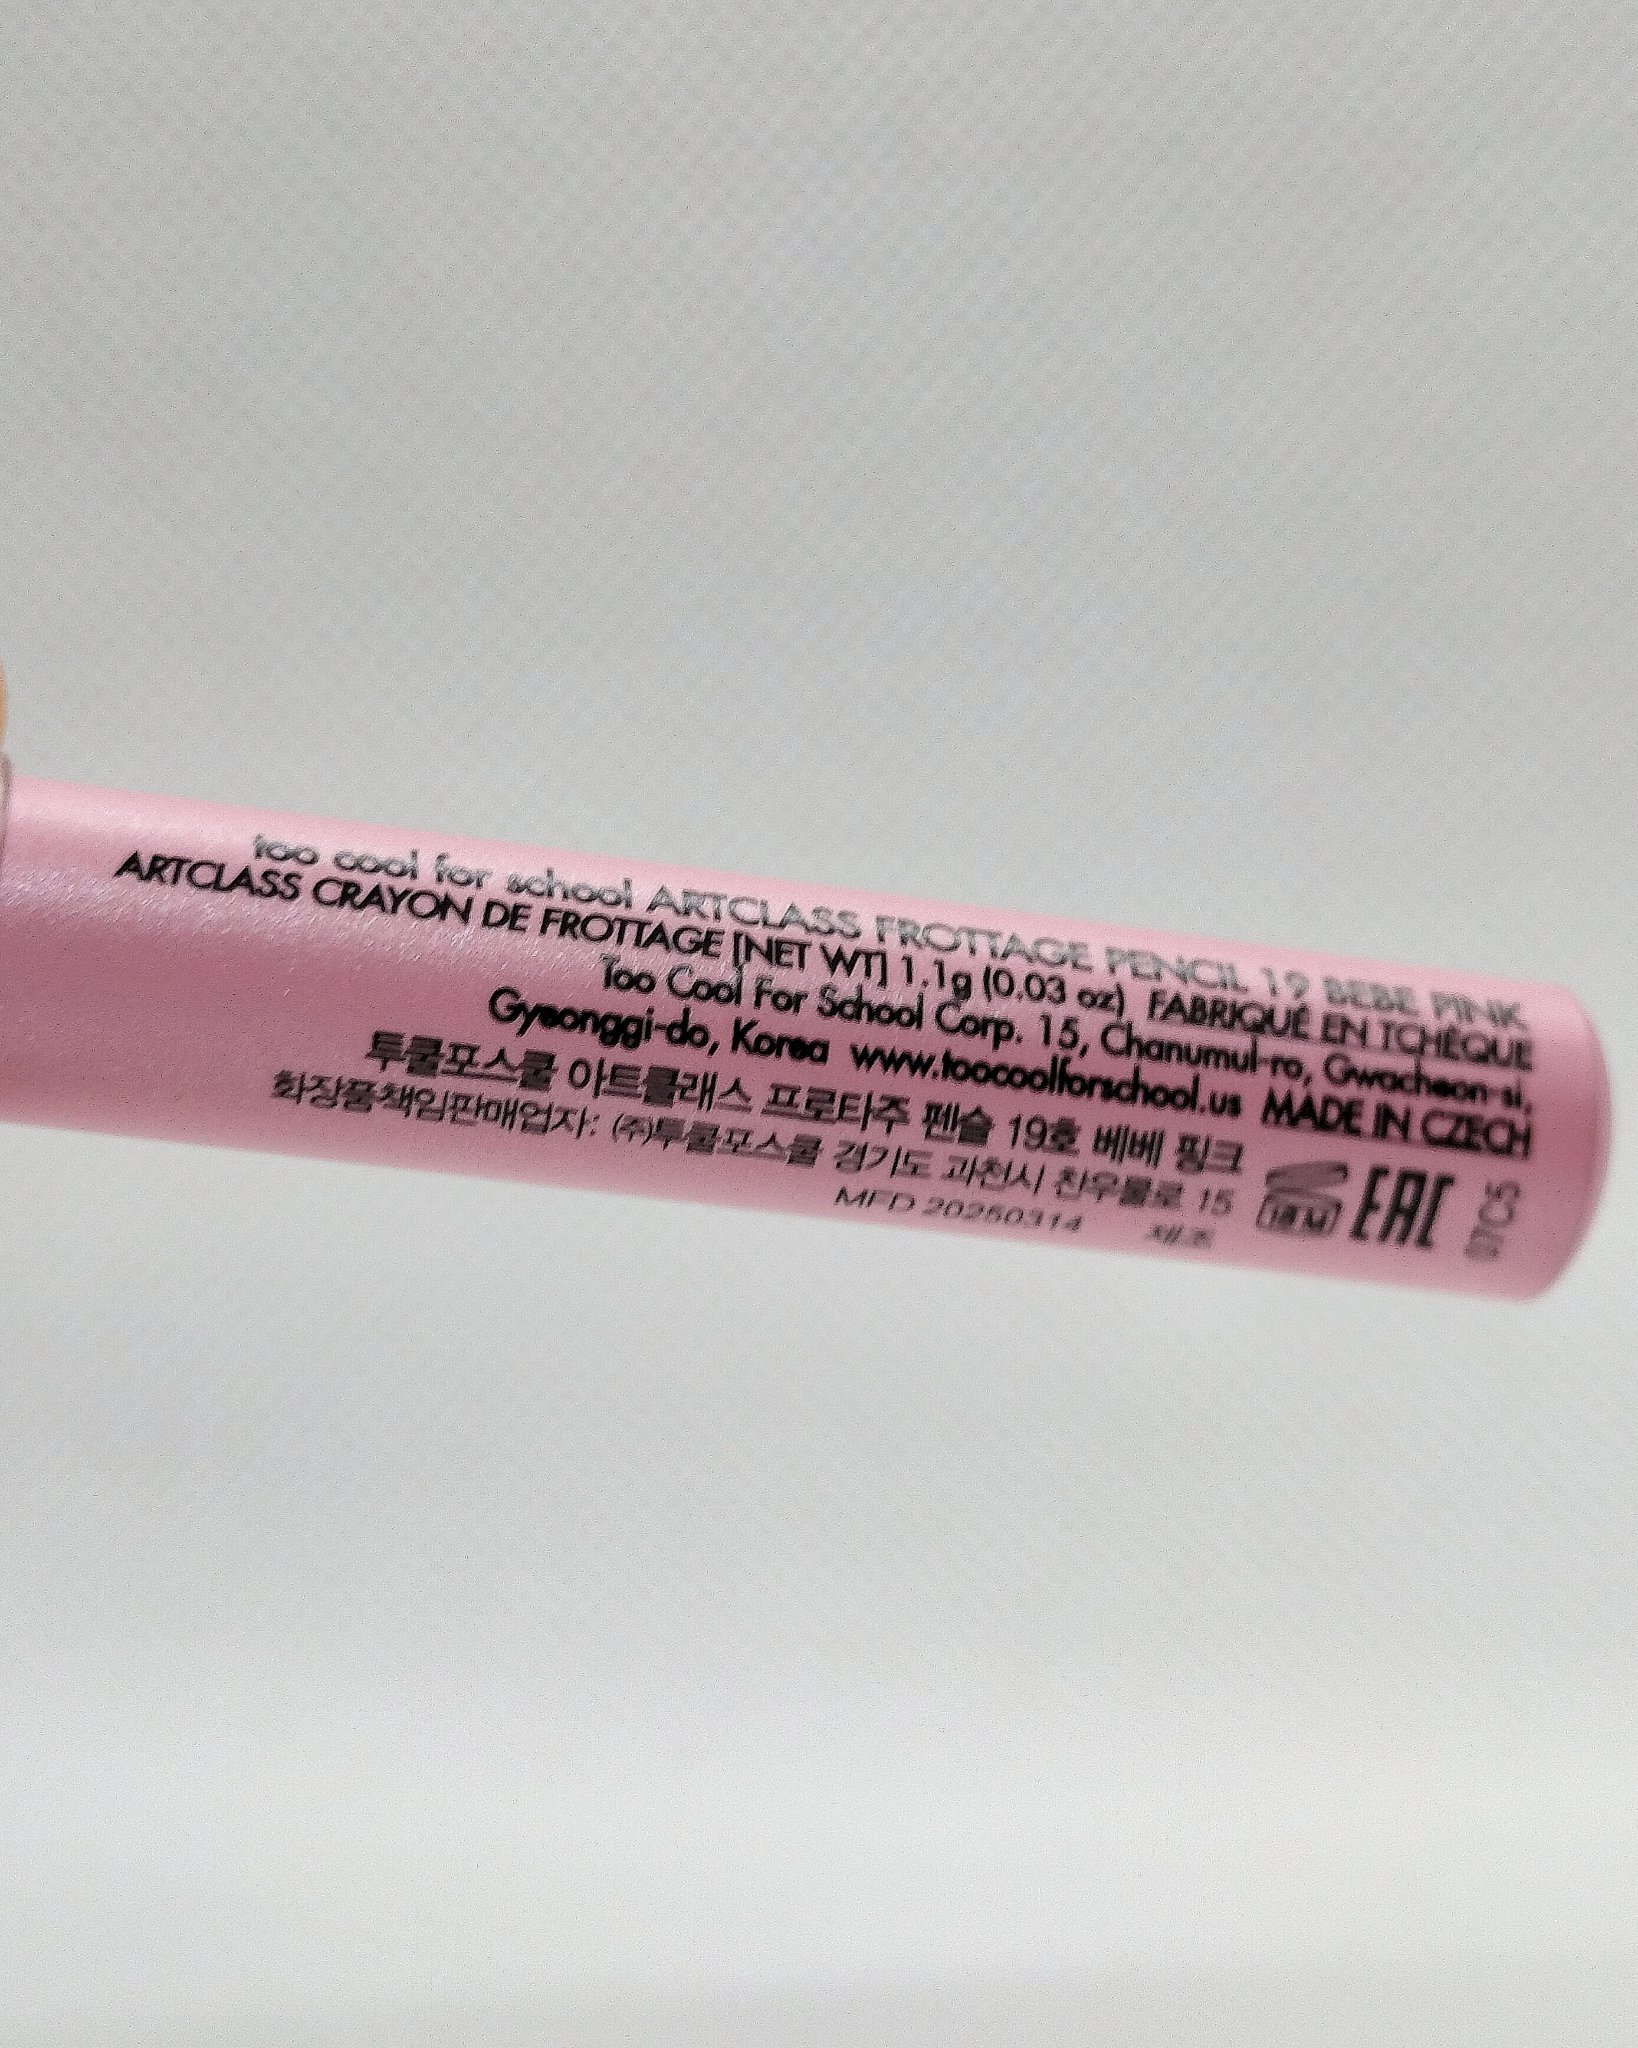 too cool for school ARTCLASS FROTTAGE PENCIL 19 BEBE PINK
ARTCLASS CRAYON DE FROTTAGE [NET WT] 1.1g (0.03 oz) FABRIQUÉ EN TCHÈQUE
Too Cool For School Corp. 15, Chanumul-ro, Gwacheon-si,
Gyeonggi-do, Korea www.toocoolforschool.us MADE IN CZECH
투쿨포스쿨 아트클래스 프로타주 펜슬 19호 베베 핑크
화장품책임판매업자: (주)투쿨포스쿨 경기도 과천시 찬우물로 15
18 M EAC
MFD 20250314 제조